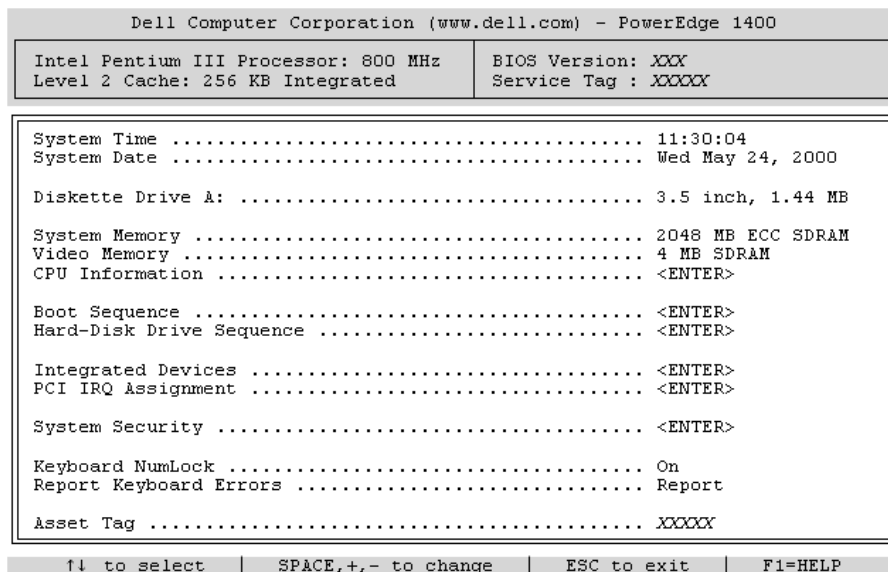 Dell Computer Corporation (www.dell.com) - PowerEdge 1400
Intel Pentium III Processor: 800 MHz
Level 2 Cache: 256 KB Integrated
BIOS Version: XXX
Service Tag : XXXXX
System Time .......................................... 11:30:04
System Date .......................................... Wed May 24, 2000
Diskette Drive A: .................................... 3.5 inch, 1.44 MB
System Memory ........................................ 2048 MB ECC SDRAM
Video Memory ......................................... 4 MB SDRAM
CPU Information ...................................... <ENTER>
Boot Sequence ........................................ <ENTER>
Hard-Disk Drive Sequence ............................. <ENTER>
Integrated Devices ................................... <ENTER>
PCI IRQ Assignment ................................... <ENTER>
System Security ...................................... <ENTER>
Keyboard NumLock ..................................... On
Report Keyboard Errors ............................... Report
Asset Tag ............................................ XXXXX
↑↓ to select | SPACE,+,- to change | ESC to exit | F1=HELP